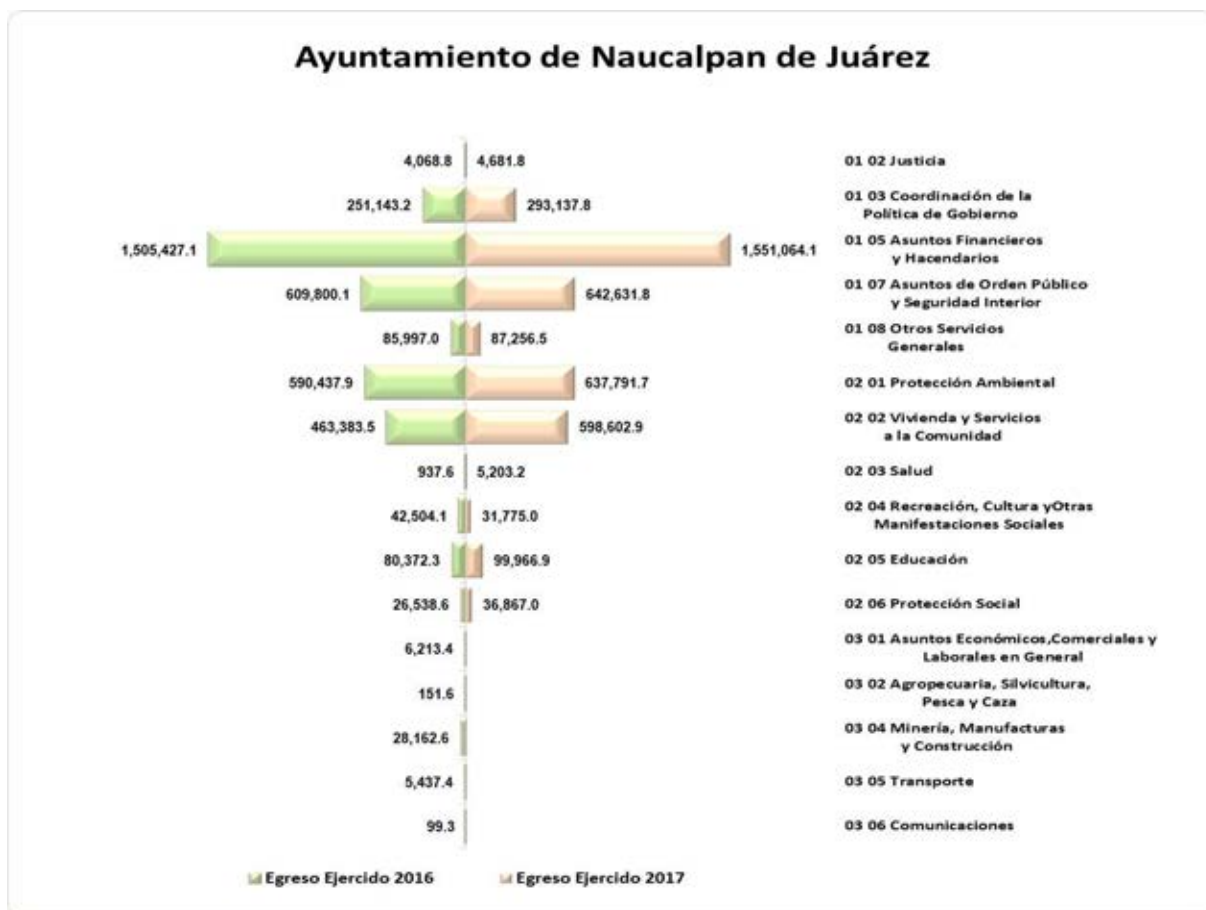 Ayuntamiento de Naucalpan de Juárez
4,068.8 4,681.8 01 02 Justicia
251,143.2 293,137.8 01 03 Coordinación de la
Política de Gobierno
1,505,427.1 1,551,064.1 01 05 Asuntos Financieros
y Hacendarios
609,800.1 642,631.8 01 07 Asuntos de Orden Público
y Seguridad Interior
85,997.0 87,256.5 01 08 Otros Servicios
Generales
590,437.9 637,791.7 02 01 Protección Ambiental
463,383.5 598,602.9 02 02 Vivienda y Servicios
a la Comunidad
937.6 5,203.2 02 03 Salud
42,504.1 31,775.0 02 04 Recreación, Cultura yOtras
Manifestaciones Sociales
80,372.3 99,966.9 02 05 Educación
26,538.6 36,867.0 02 06 Protección Social
6,213.4 03 01 Asuntos Económicos,Comerciales y
Laborales en General
151.6 03 02 Agropecuaria, Silvicultura,
Pesca y Caza
28,162.6 03 04 Minería, Manufacturas
y Construcción
5,437.4 03 05 Transporte
99.3 03 06 Comunicaciones
Egreso Ejercido 2016 Egreso Ejercido 2017